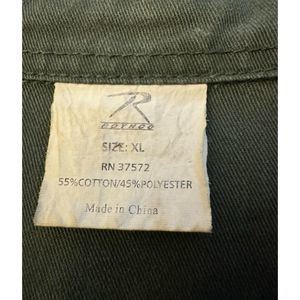 R
ROTHCO
SIZE: XL
RN 37572
55%COTTON/45%POLYESTER
Made in China